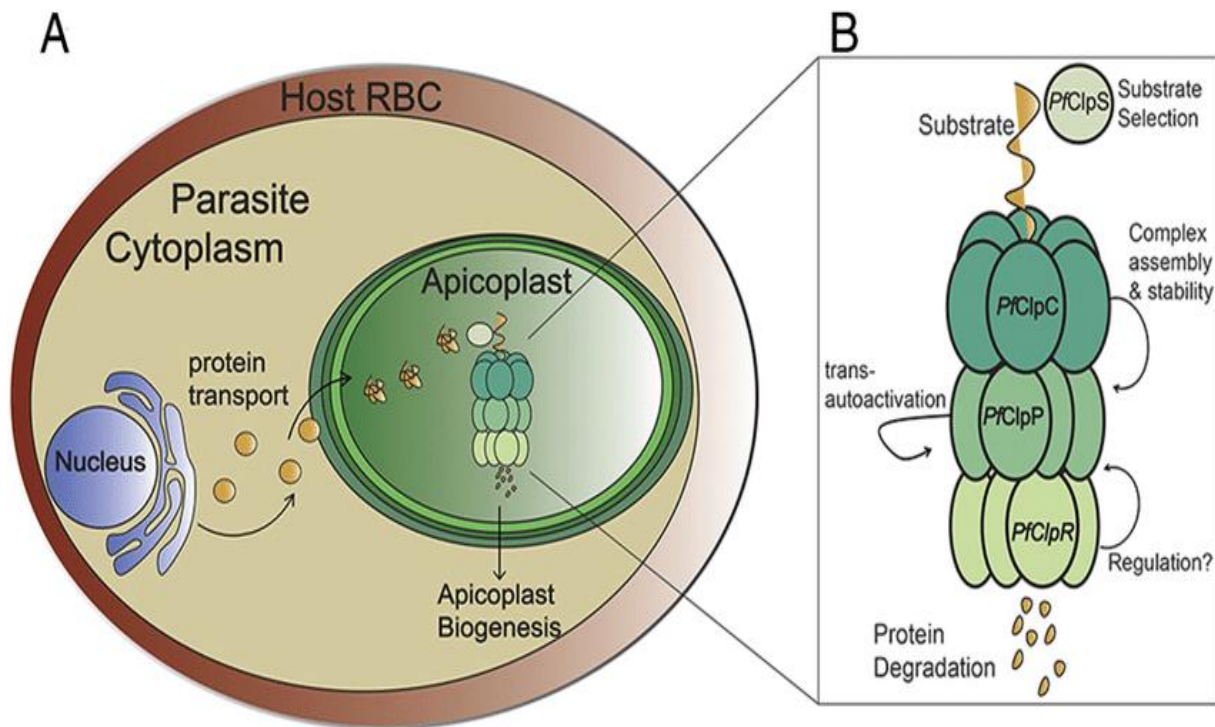 A
Host RBC
Parasite
Cytoplasm
Apicoplast
protein
transport
Nucleus
Apicoplast
Biogenesis
B
PfClpS
Substrate
Selection
Substrate
PfClpC
Complex
assembly
& stability
trans-
autoactivation
PfClpP
PfClpR
Regulation?
Protein
Degradation